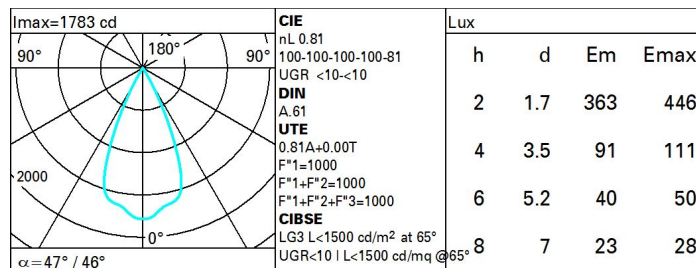 Imax=1783 cd
90°
180°
90°
2000
0°
α=47° / 46°
CIE
nL 0.81
100-100-100-100-81
UGR <10-<10
DIN
A.61
UTE
0.81A+0.00T
F"1=1000
F"1+F"2=1000
F"1+F"2+F"3=1000
CIBSE
LG3 L<1500 cd/m² at 65°
UGR<10 | L<1500 cd/mq @65°
Lux
h d Em Emax
2 1.7 363 446
4 3.5 91 111
6 5.2 40 50
8 7 23 28